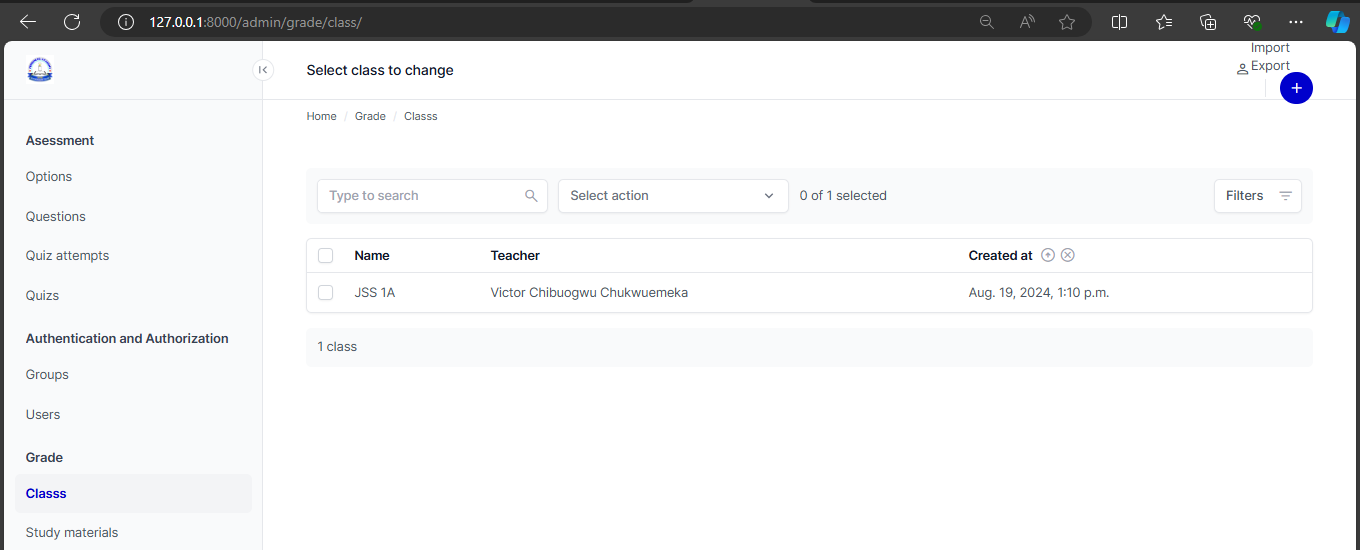 127.0.0.1:8000/admin/grade/class/
Select class to change
Import
Export
Home / Grade / Classs
Asessment
Options
Questions
Quiz attempts
Quizs
Authentication and Authorization
Groups
Users
Grade
Classs
Study materials
Type to search
Select action
0 of 1 selected
Filters
Name Teacher Created at
JSS 1A Victor Chibuogwu Chukwuemeka Aug. 19, 2024, 1:10 p.m.
1 class